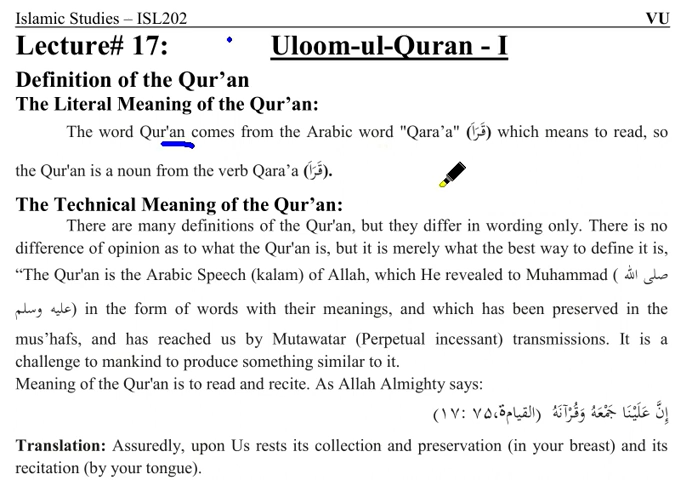 Islamic Studies – ISL202 VU
Lecture# 17: Uloom-ul-Quran - I
Definition of the Qur’an
The Literal Meaning of the Qur’an:
The word Qur'an comes from the Arabic word "Qara’a" (قَرَأَ) which means to read, so
the Qur'an is a noun from the verb Qara’a (قَرَأَ).
The Technical Meaning of the Qur’an:
There are many definitions of the Qur'an, but they differ in wording only. There is no
difference of opinion as to what the Qur'an is, but it is merely what the best way to define it is,
“The Qur'an is the Arabic Speech (kalam) of Allah, which He revealed to Muhammad ( صلى الله
عليه وسلم) in the form of words with their meanings, and which has been preserved in the
mus’hafs, and has reached us by Mutawatar (Perpetual incessant) transmissions. It is a
challenge to mankind to produce something similar to it.
Meaning of the Qur'an is to read and recite. As Allah Almighty says:
إِنَّ عَلَيْنَا جَمْعَهُ وَقُرْآنَهُ (القيامة،٧٥ :١٧)
Translation: Assuredly, upon Us rests its collection and preservation (in your breast) and its
recitation (by your tongue).